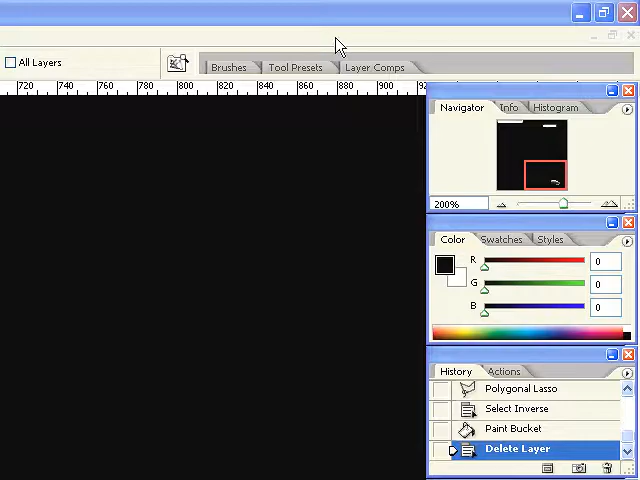 All Layers
Brushes Tool Presets Layer Comps
720 740 760 780 800 820 840 860 880 900
Navigator Info Histogram
200%
Color Swatches Styles
R 0
G 0
B 0
History Actions
Polygonal Lasso
Select Inverse
Paint Bucket
Delete Layer